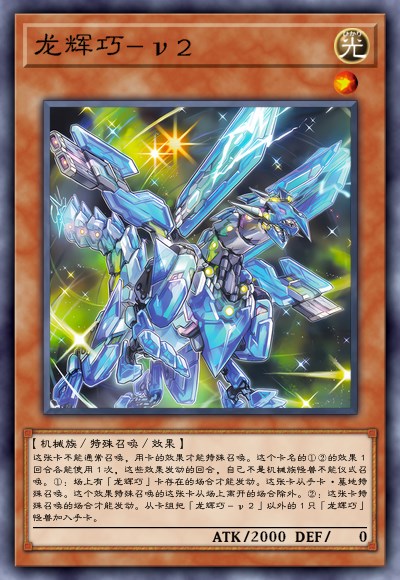 龙辉巧－ν２
光
【机械族／特殊召唤／效果】
这张卡不能通常召唤，用卡的效果才能特殊召唤。这个卡名的①②的效果１
回合各能使用１次，这些效果发动的回合，自己不是机械族怪兽不能仪式召
唤。①：场上有「龙辉巧」卡存在的场合才能发动。这张卡从手卡・墓地特
殊召唤。这个效果特殊召唤的这张卡从场上离开的场合除外。②：这张卡特
殊召唤的场合才能发动。从卡组把「龙辉巧－ν２」以外的１只「龙辉巧」
怪兽加入手卡。
ATK/2000 DEF/ 0